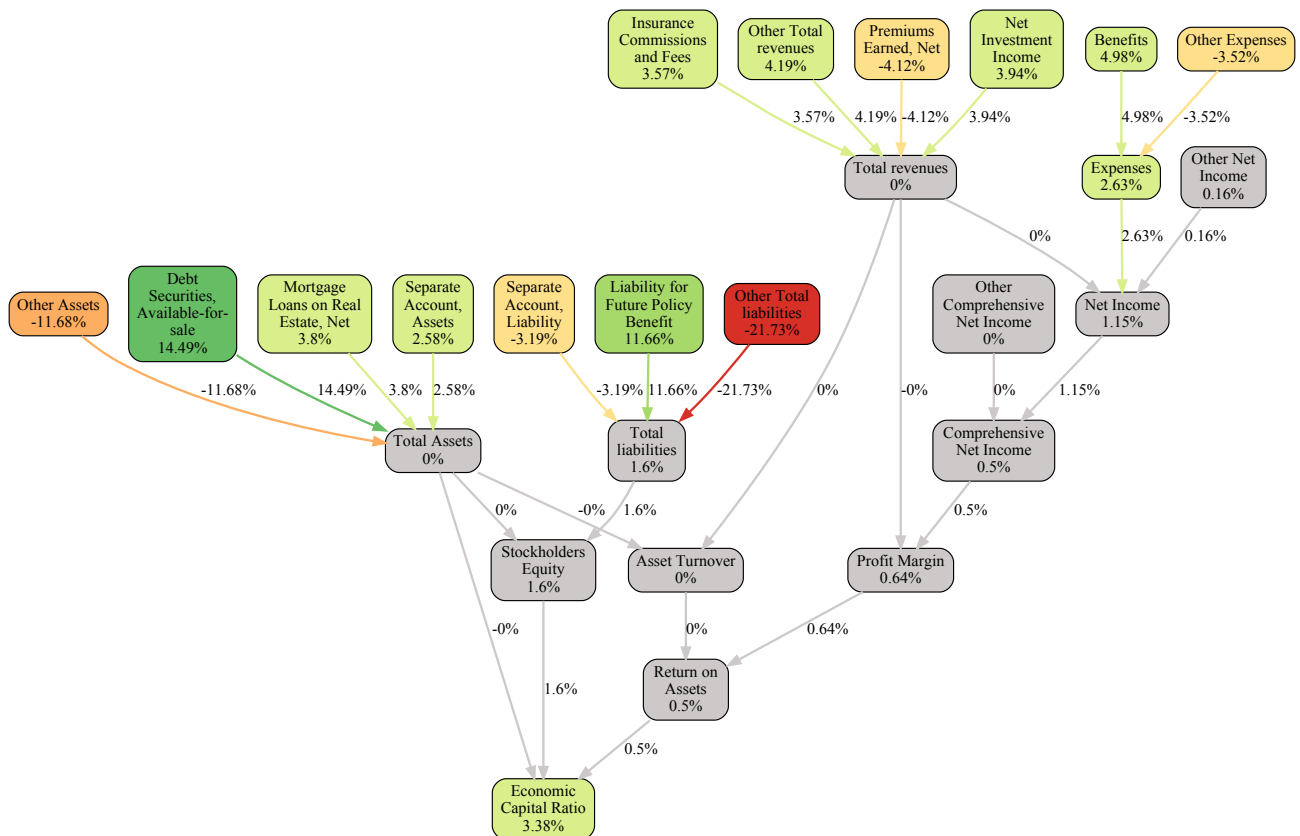 Insurance
Commissions
and Fees
3.57%
Other Total
revenues
4.19%
Premiums
Earned, Net
-4.12%
Net
Investment
Income
3.94%
Benefits
4.98%
Other Expenses
-3.52%
3.57%
4.19%
-4.12%
3.94%
4.98%
-3.52%
Total revenues
0%
Expenses
2.63%
Other Net
Income
0.16%
0%
2.63%
0.16%
Other Assets
-11.68%
Debt
Securities,
Available-for-
sale
14.49%
Mortgage
Loans on Real
Estate, Net
3.8%
Separate
Account,
Assets
2.58%
Separate
Account,
Liability
-3.19%
Liability for
Future Policy
Benefit
11.66%
Other Total
liabilities
-21.73%
Other
Comprehensive
Net Income
0%
Net Income
1.15%
-11.68%
14.49%
3.8%
2.58%
-3.19%
11.66%
-21.73%
0%
-0%
0%
1.15%
Total Assets
0%
Total
liabilities
1.6%
Comprehensive
Net Income
0.5%
0%
-0%
1.6%
0.5%
Stockholders
Equity
1.6%
Asset Turnover
0%
Profit Margin
0.64%
-0%
0%
0.64%
1.6%
Return on
Assets
0.5%
0.5%
Economic
Capital Ratio
3.38%